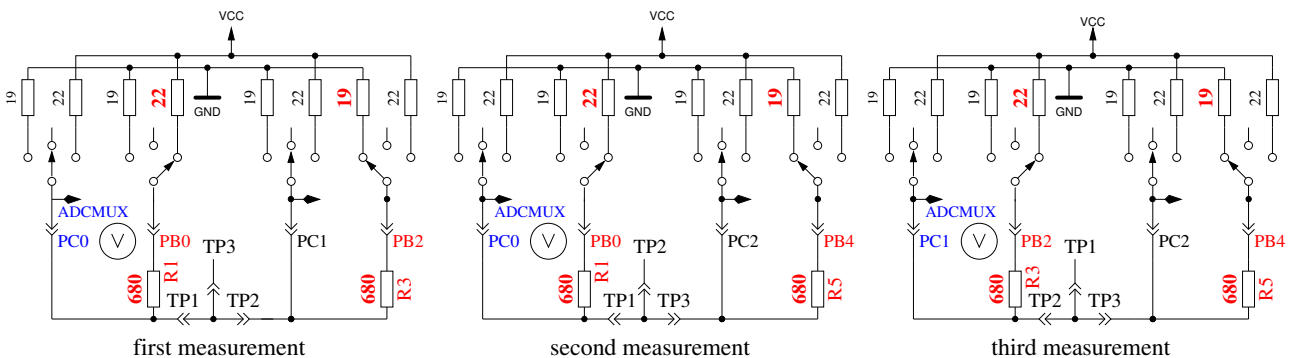 VCC
19 22 19 22 GND 19 22 19 22
ADCMUX
PC0 V PB0 TP3 PC1 PB2
680 R1 680 R3
TP1 TP2
first measurement
VCC
19 22 19 22 GND 19 22 19 22
ADCMUX
PC0 V PB0 TP2 PC2 PB4
680 R1 680 R5
TP1 TP3
second measurement
VCC
19 22 19 22 GND 19 22 19 22
ADCMUX
PC1 V PB2 TP1 PC2 PB4
680 R3 680 R5
TP2 TP3
third measurement